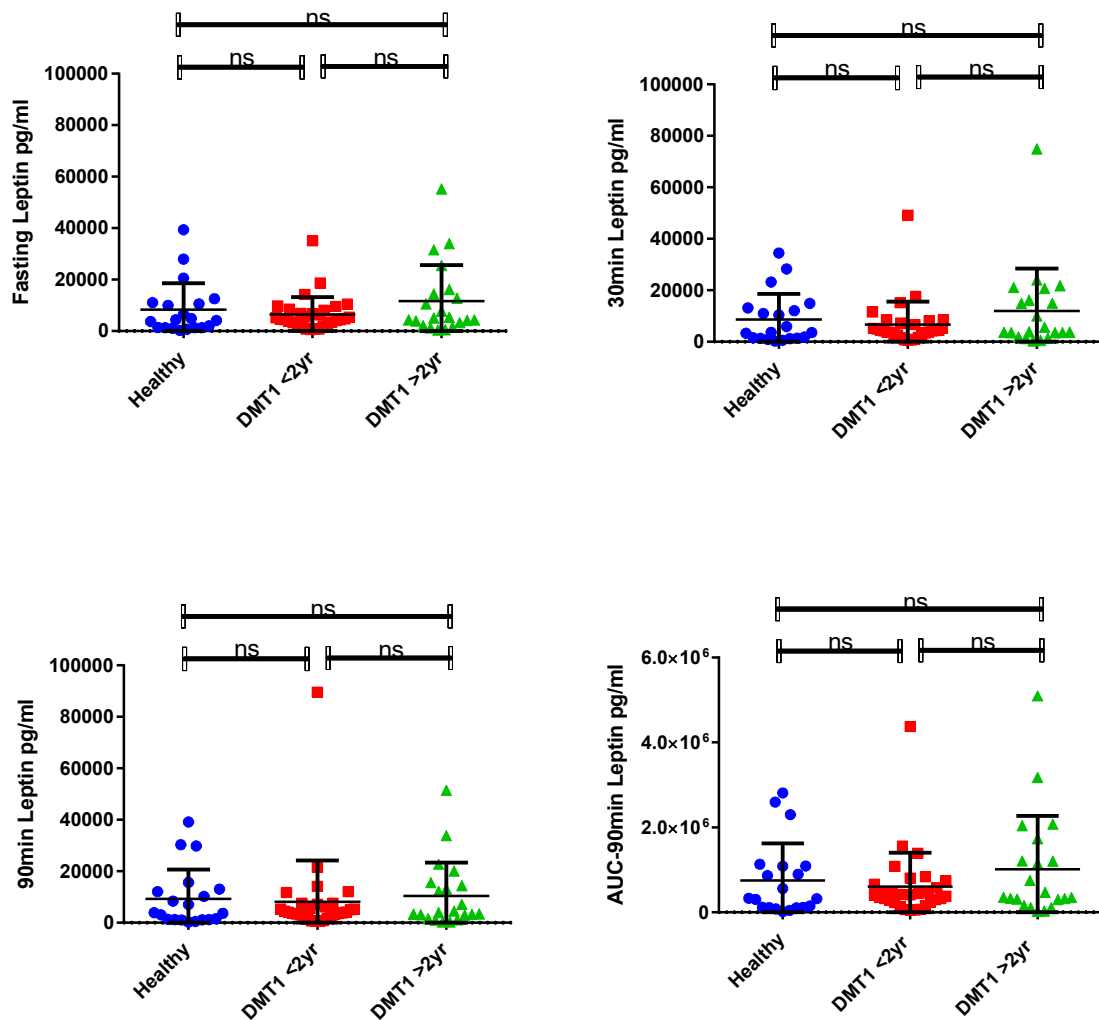 ns
ns ns
Fasting Leptin pg/ml
100000
80000
60000
40000
20000
0
Healthy
DMT1 <2yr
DMT1 >2yr
ns
ns ns
30min Leptin pg/ml
100000
80000
60000
40000
20000
0
Healthy
DMT1 <2yr
DMT1 >2yr
ns
ns ns
90min Leptin pg/ml
100000
80000
60000
40000
20000
0
Healthy
DMT1 <2yr
DMT1 >2yr
ns
ns ns
AUC-90min Leptin pg/ml
6.0×10⁶
4.0×10⁶
2.0×10⁶
0
Healthy
DMT1 <2yr
DMT1 >2yr